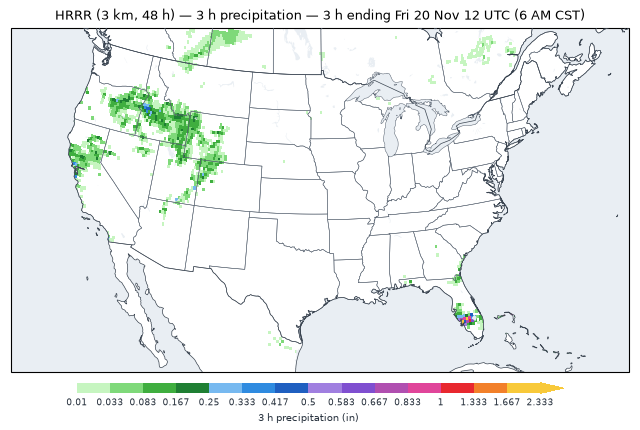 HRRR (3 km, 48 h) — 3 h precipitation — 3 h ending Fri 20 Nov 12 UTC (6 AM CST)
0.01 0.033 0.083 0.167 0.25 0.333 0.417 0.5 0.583 0.667 0.833 1 1.333 1.667 2.333
3 h precipitation (in)